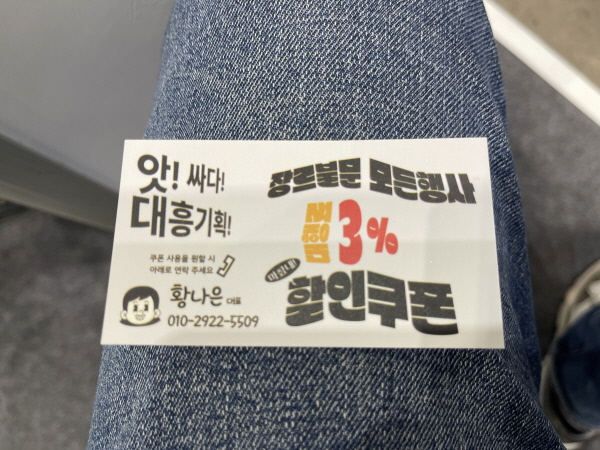 앗! 싸다!
대흥기획!
쿠폰 사용을 원할 시
아래로 연락 주세요
황나은 대표
010-2922-5509
장르불문 모든행사
3%
할인쿠폰